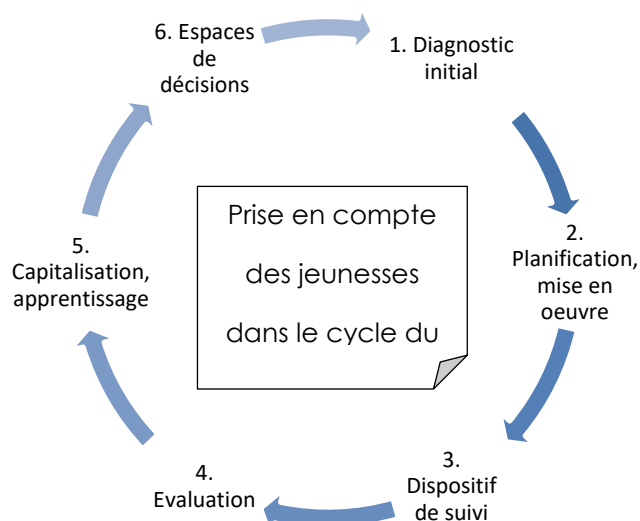 6. Espaces
de
décisions
1. Diagnostic
initial
2.
Planification,
mise en
oeuvre
3.
Dispositif
de suivi
4.
Evaluation
5.
Capitalisation,
apprentissage
Prise en compte
des jeunesses
dans le cycle du